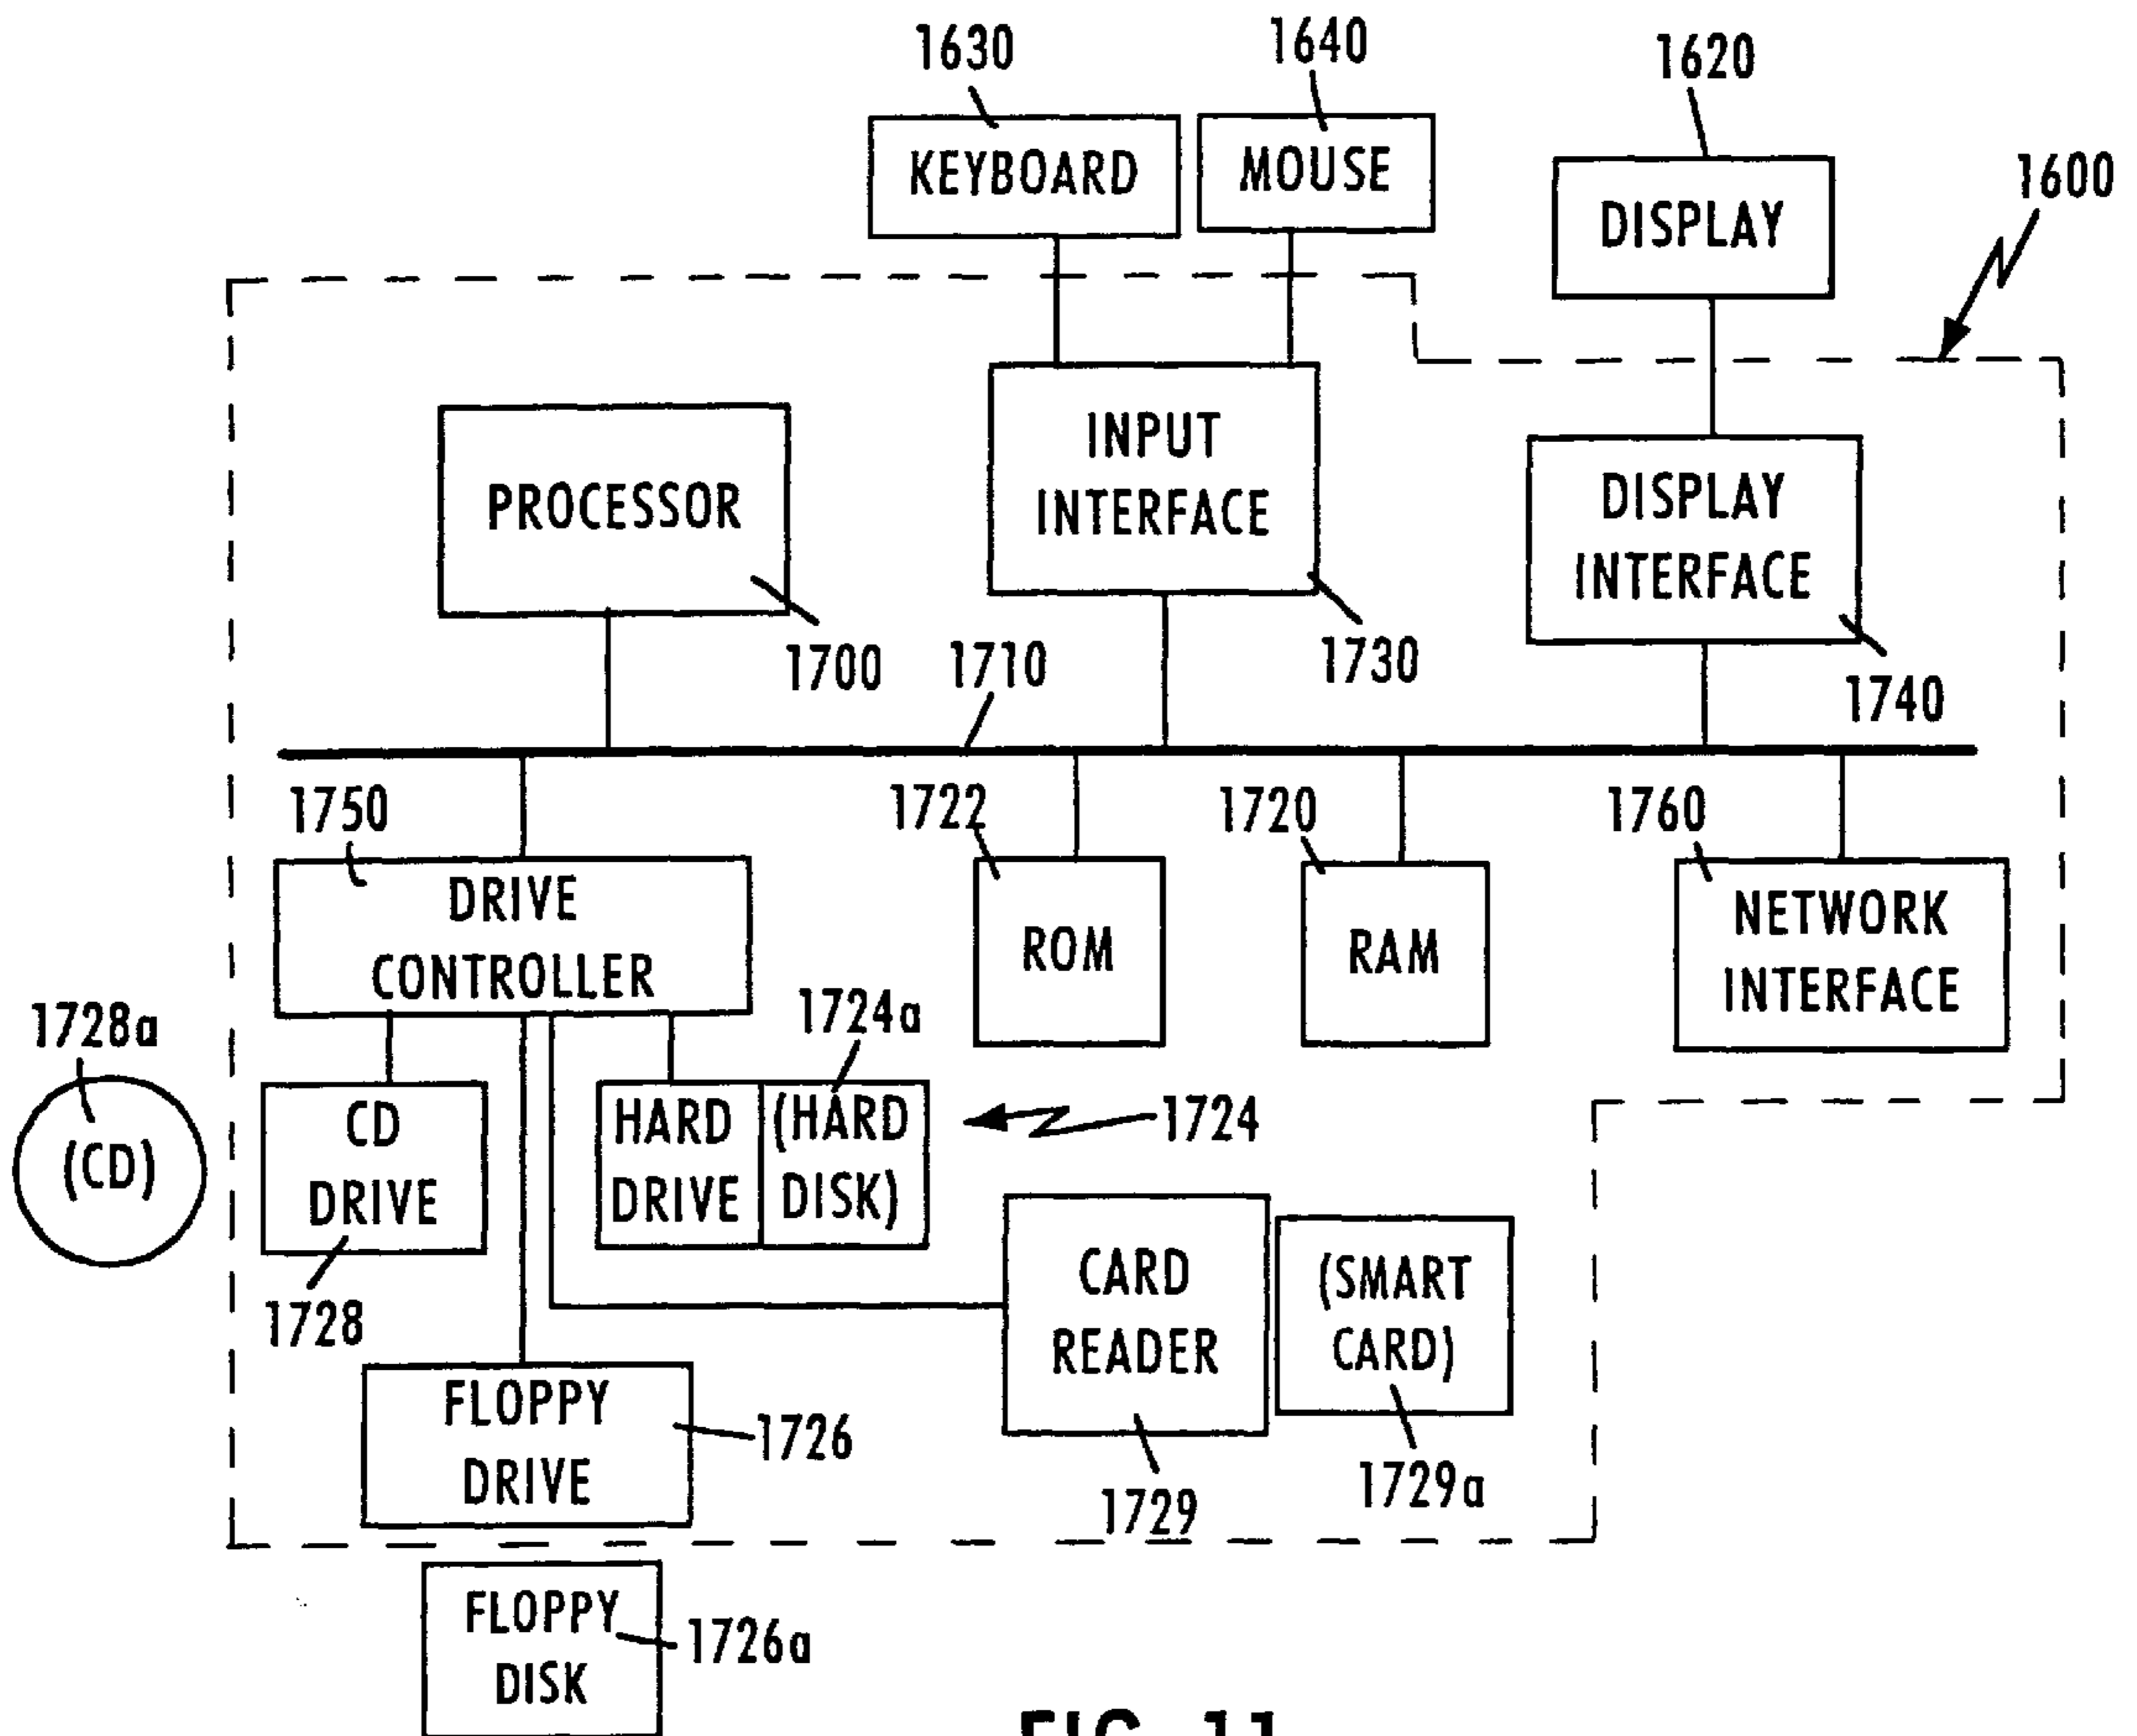 1630
1640
1620
1600
KEYBOARD
MOUSE
DISPLAY
PROCESSOR
1700
INPUT
INTERFACE
1730
DISPLAY
INTERFACE
1740
1710
1750
1722
1720
1760
DRIVE
CONTROLLER
ROM
RAM
NETWORK
INTERFACE
1728a
(CD)
CD
DRIVE
1728
1724a
HARD
DRIVE
(HARD
DISK)
1724
CARD
READER
1729
(SMART
CARD)
1729a
FLOPPY
DRIVE
1726
FLOPPY
DISK
1726a
FIG. 11